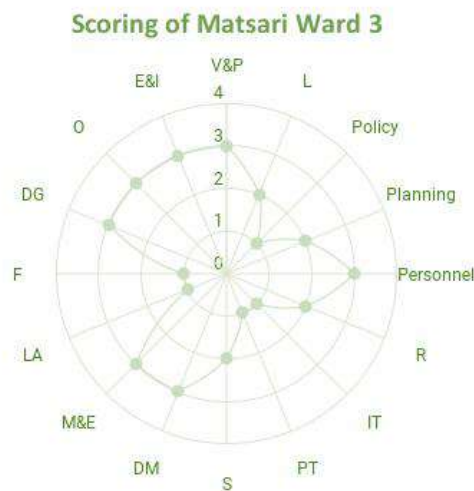 Scoring of Matsari Ward 3
V&P
E&I
L
4
O
Policy
3
2
DG
Planning
1
0
F
Personnel
LA
R
M&E
IT
DM
PT
S